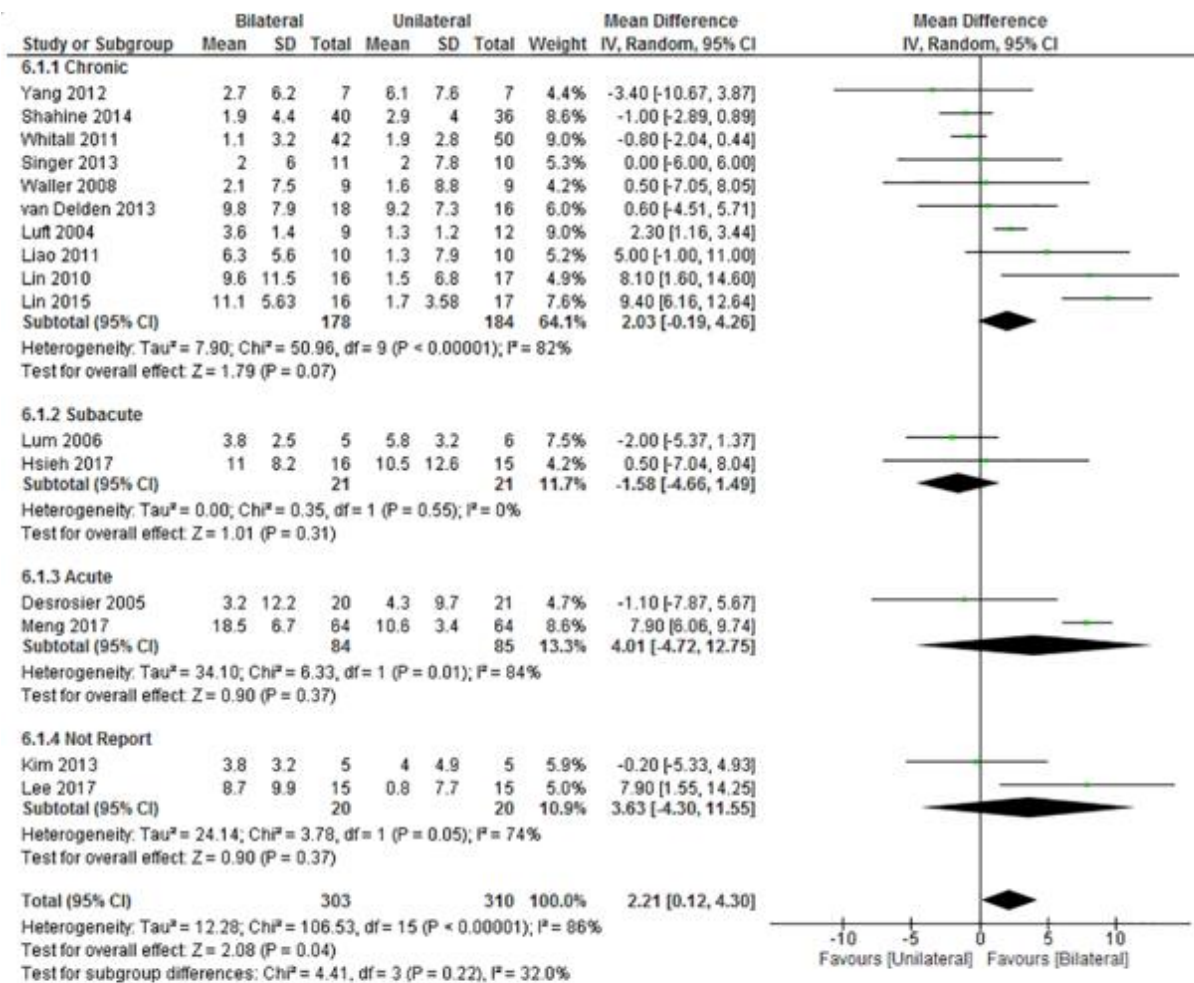 Bilateral Unilateral Mean Difference Mean Difference
Study or Subgroup Mean SD Total Mean SD Total Weight IV, Random, 95% CI IV, Random, 95% CI
6.1.1 Chronic
Yang 2012 2.7 6.2 7 6.1 7.6 7 4.4% -3.40 [-10.67, 3.87]
Shahine 2014 1.9 4.4 40 2.9 4 36 8.6% -1.00 [-2.89, 0.89]
Whitall 2011 1.1 3.2 42 1.9 2.8 50 9.0% -0.80 [-2.04, 0.44]
Singer 2013 2 6 11 2 7.8 10 5.3% 0.00 [-6.00, 6.00]
Waller 2008 2.1 7.5 9 1.6 8.8 9 4.2% 0.50 [-7.05, 8.05]
van Delden 2013 9.8 7.9 18 9.2 7.3 16 6.0% 0.60 [-4.51, 5.71]
Luft 2004 3.6 1.4 9 1.3 1.2 12 9.0% 2.30 [1.16, 3.44]
Liao 2011 6.3 5.6 10 1.3 7.9 10 5.2% 5.00 [-1.00, 11.00]
Lin 2010 9.6 11.5 16 1.5 6.8 17 4.9% 8.10 [1.60, 14.60]
Lin 2015 11.1 5.63 16 1.7 3.58 17 7.6% 9.40 [6.16, 12.64]
Subtotal (95% CI) 178 184 64.1% 2.03 [-0.19, 4.26]
Heterogeneity: Tau² = 7.90; Chi² = 50.96, df = 9 (P < 0.00001); I² = 82%
Test for overall effect: Z = 1.79 (P = 0.07)
6.1.2 Subacute
Lum 2006 3.8 2.5 5 5.8 3.2 6 7.5% -2.00 [-5.37, 1.37]
Hsieh 2017 11 8.2 16 10.5 12.6 15 4.2% 0.50 [-7.04, 8.04]
Subtotal (95% CI) 21 21 11.7% -1.58 [-4.66, 1.49]
Heterogeneity: Tau² = 0.00; Chi² = 0.35, df = 1 (P = 0.55); I² = 0%
Test for overall effect: Z = 1.01 (P = 0.31)
6.1.3 Acute
Desrosier 2005 3.2 12.2 20 4.3 9.7 21 4.7% -1.10 [-7.87, 5.67]
Meng 2017 18.5 6.7 64 10.6 3.4 64 8.6% 7.90 [6.06, 9.74]
Subtotal (95% CI) 84 85 13.3% 4.01 [-4.72, 12.75]
Heterogeneity: Tau² = 34.10; Chi² = 6.33, df = 1 (P = 0.01); I² = 84%
Test for overall effect: Z = 0.90 (P = 0.37)
6.1.4 Not Report
Kim 2013 3.8 3.2 5 4 4.9 5 5.9% -0.20 [-5.33, 4.93]
Lee 2017 8.7 9.9 15 0.8 7.7 15 5.0% 7.90 [1.55, 14.25]
Subtotal (95% CI) 20 20 10.9% 3.63 [-4.30, 11.55]
Heterogeneity: Tau² = 24.14; Chi² = 3.78, df = 1 (P = 0.05); I² = 74%
Test for overall effect: Z = 0.90 (P = 0.37)
Total (95% CI) 303 310 100.0% 2.21 [0.12, 4.30]
Heterogeneity: Tau² = 12.28; Chi² = 106.53, df = 15 (P < 0.00001); I² = 86%
Test for overall effect: Z = 2.08 (P = 0.04)
Test for subgroup differences: Chi² = 4.41, df = 3 (P = 0.22), I² = 32.0%
-10 -5 0 5 10
Favours [Unilateral] Favours [Bilateral]